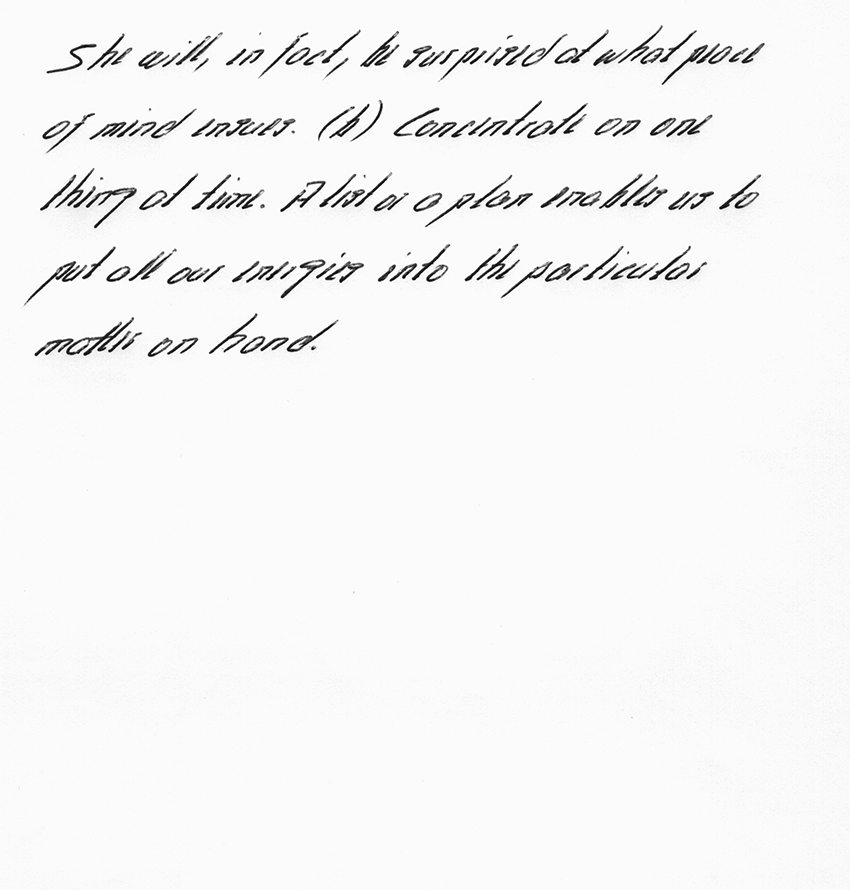 She will, in fact, be surprised at what peace
of mind ensues. (b) Concentrate on one
thing at time. A list or a plan enables us to
put all our energies into the particular
matter on hand.